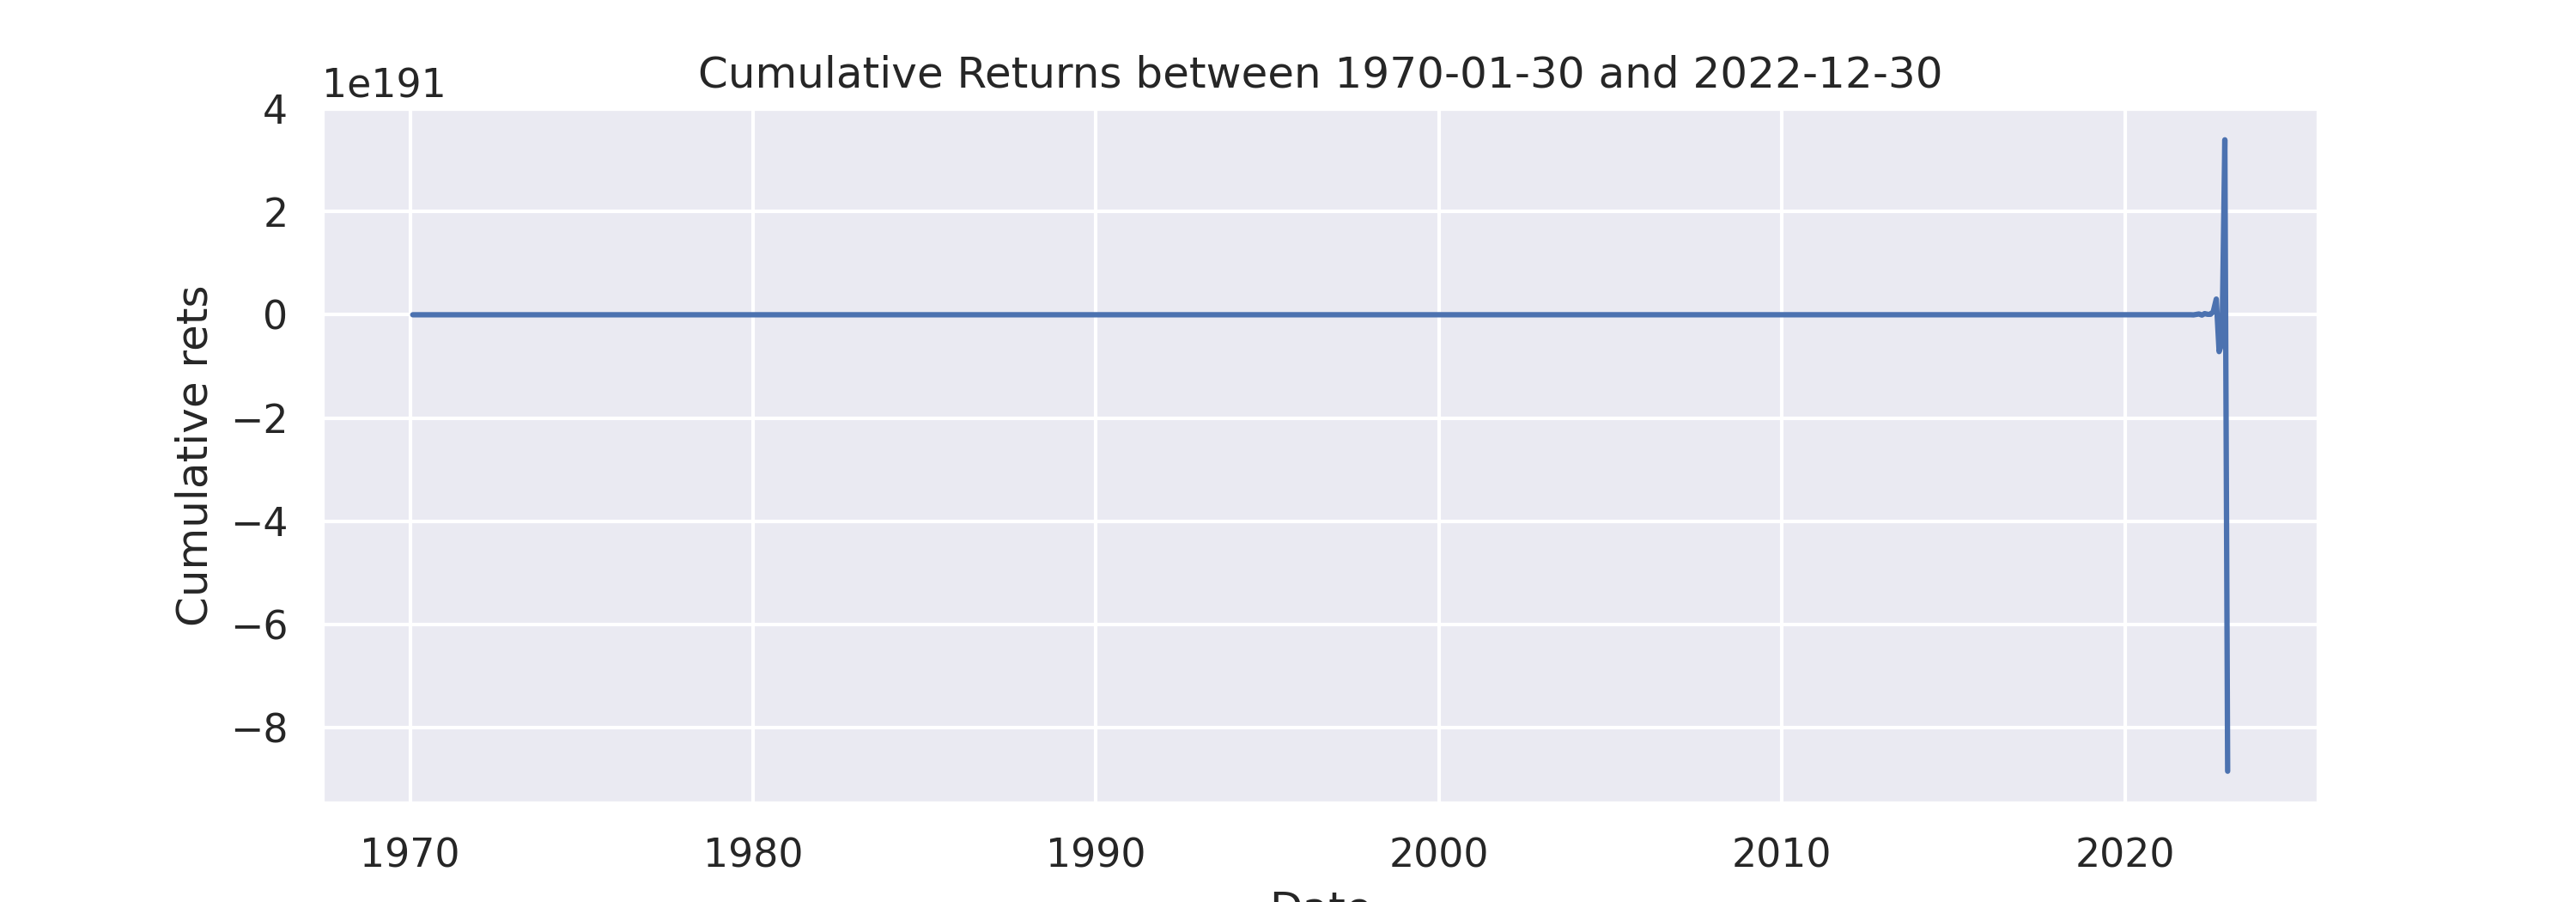 Cumulative Returns between 1970-01-30 and 2022-12-30
1e191
4
2
0
−2
−4
−6
−8
Cumulative rets
1970 1980 1990 2000 2010 2020
Date